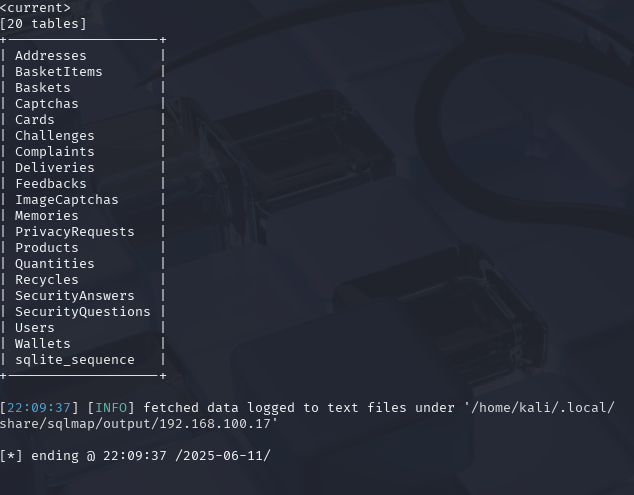 <current>
[20 tables]
+-------------------+
| Addresses         |
| BasketItems       |
| Baskets           |
| Captchas          |
| Cards             |
| Challenges        |
| Complaints        |
| Deliveries        |
| Feedbacks         |
| ImageCaptchas     |
| Memories          |
| PrivacyRequests   |
| Products          |
| Quantities        |
| Recycles          |
| SecurityAnswers   |
| SecurityQuestions |
| Users             |
| Wallets           |
| sqlite_sequence   |
+-------------------+
[22:09:37] [INFO] fetched data logged to text files under '/home/kali/.local/
share/sqlmap/output/192.168.100.17'
[*] ending @ 22:09:37 /2025-06-11/